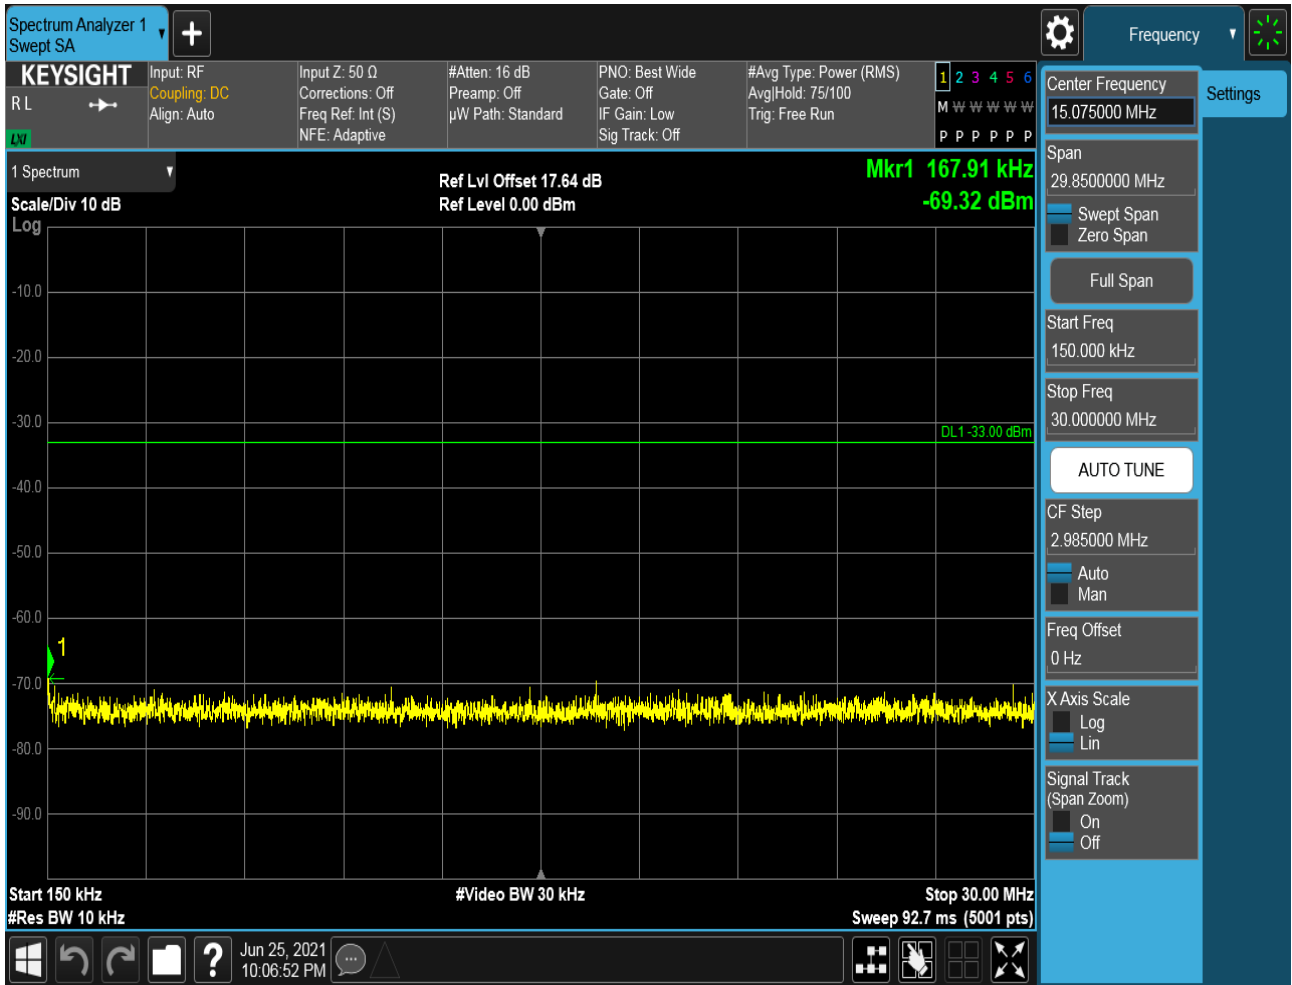 Spectrum Analyzer 1
Swept SA
Frequency
KEYSIGHT
R L
LXI
Input: RF
Coupling: DC
Align: Auto
Input Z: 50 Ω
Corrections: Off
Freq Ref: Int (S)
NFE: Adaptive
#Atten: 16 dB
Preamp: Off
µW Path: Standard
PNO: Best Wide
Gate: Off
IF Gain: Low
Sig Track: Off
#Avg Type: Power (RMS)
Avg|Hold: 75/100
Trig: Free Run
1 2 3 4 5 6
M W W W W W
P P P P P P
1 Spectrum
Scale/Div 10 dB
Log
Ref Lvl Offset 17.64 dB
Ref Level 0.00 dBm
Mkr1 167.91 kHz
-69.32 dBm
-10.0
-20.0
-30.0
DL1 -33.00 dBm
-40.0
-50.0
-60.0
1
-70.0
-80.0
-90.0
Start 150 kHz
#Video BW 30 kHz
Stop 30.00 MHz
#Res BW 10 kHz
Sweep 92.7 ms (5001 pts)
?
Jun 25, 2021
10:06:52 PM
Center Frequency
15.075000 MHz
Settings
Span
29.8500000 MHz
Swept Span
Zero Span
Full Span
Start Freq
150.000 kHz
Stop Freq
30.000000 MHz
AUTO TUNE
CF Step
2.985000 MHz
Auto
Man
Freq Offset
0 Hz
X Axis Scale
Log
Lin
Signal Track
(Span Zoom)
On
Off